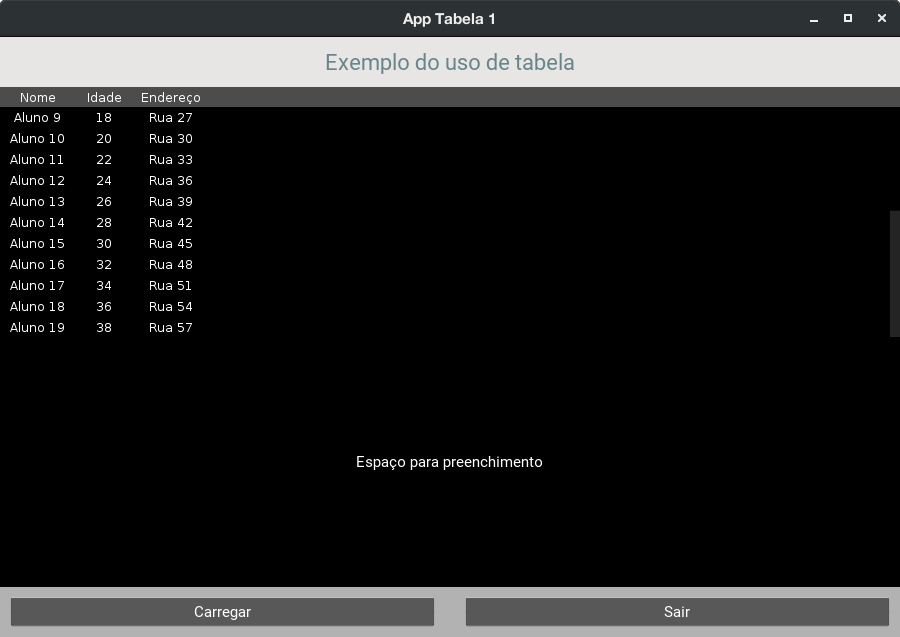 App Tabela 1
Exemplo do uso de tabela
Nome Idade Endereço
Aluno 9 18 Rua 27
Aluno 10 20 Rua 30
Aluno 11 22 Rua 33
Aluno 12 24 Rua 36
Aluno 13 26 Rua 39
Aluno 14 28 Rua 42
Aluno 15 30 Rua 45
Aluno 16 32 Rua 48
Aluno 17 34 Rua 51
Aluno 18 36 Rua 54
Aluno 19 38 Rua 57
Espaço para preenchimento
Carregar Sair